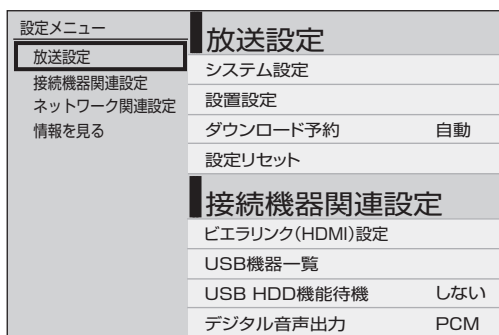 設定メニュー
放送設定
接続機器関連設定
ネットワーク関連設定
情報を見る
放送設定
システム設定
設置設定
ダウンロード予約 自動
設定リセット
接続機器関連設定
ビエラリンク(HDMI)設定
USB機器一覧
USB HDD機能待機 しない
デジタル音声出力 PCM